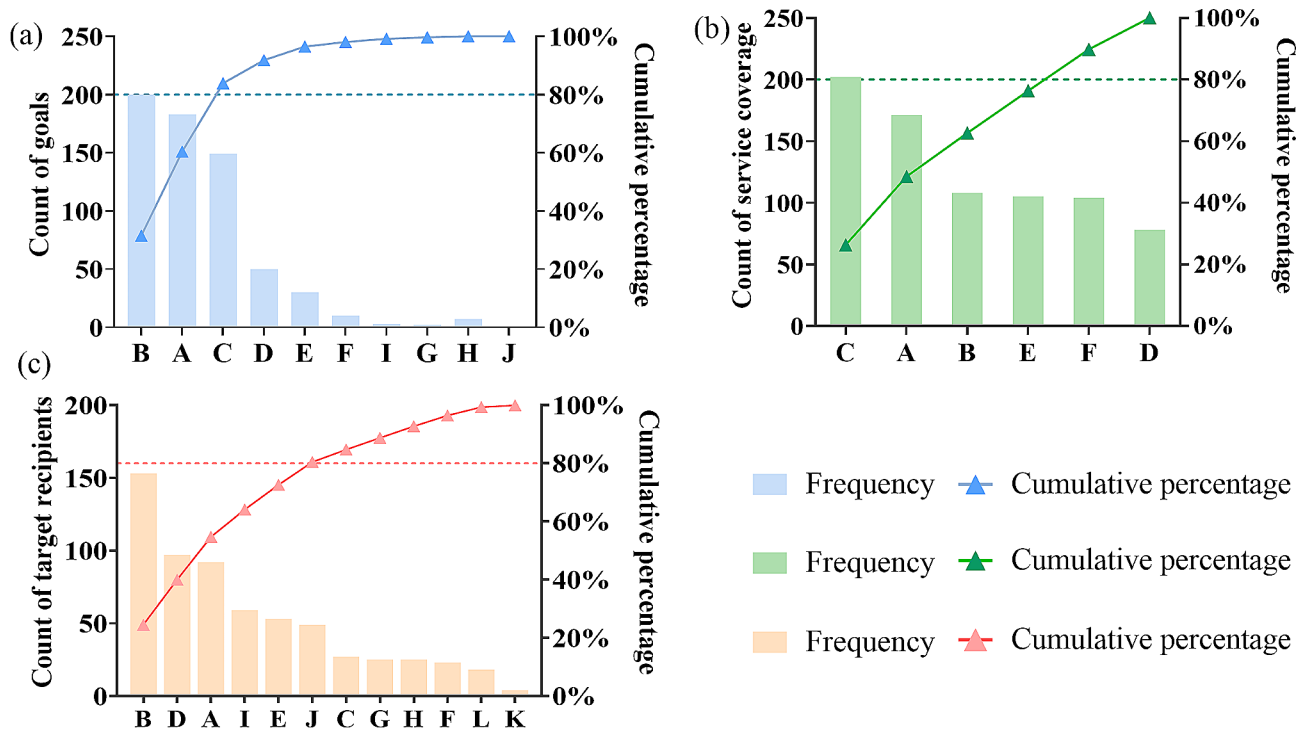 (a)
250
200
150
100
50
0
Count of goals
100%
80%
60%
40%
20%
0%
Cumulative percentage
B A C D E F I G H J
(b)
250
200
150
100
50
0
Count of service coverage
100%
80%
60%
40%
20%
0%
Cumulative percentage
C A B E F D
(c)
200
150
100
50
0
Count of target recipients
100%
80%
60%
40%
20%
0%
Cumulative percentage
B D A I E J C G H F L K
Frequency Cumulative percentage
Frequency Cumulative percentage
Frequency Cumulative percentage